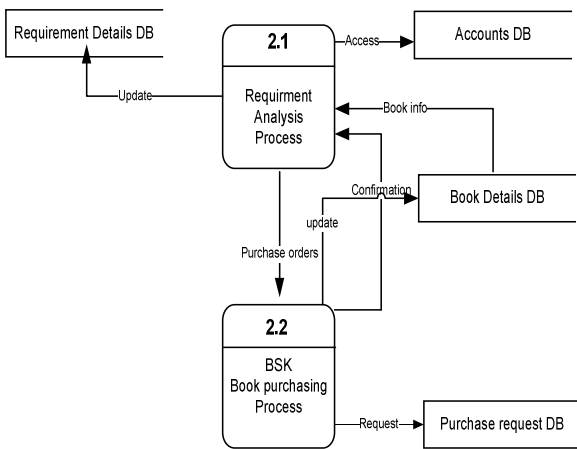 Requirement Details DB
2.1
Access
Accounts DB
Update
Requirment
Analysis
Process
Book info
Confirmation
Book Details DB
update
Purchase orders
2.2
BSK
Book purchasing
Process
Request
Purchase request DB